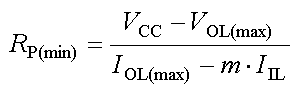 R_P(min) = (V_CC − V_OL(max)) / (I_OL(max) − m · I_IL)